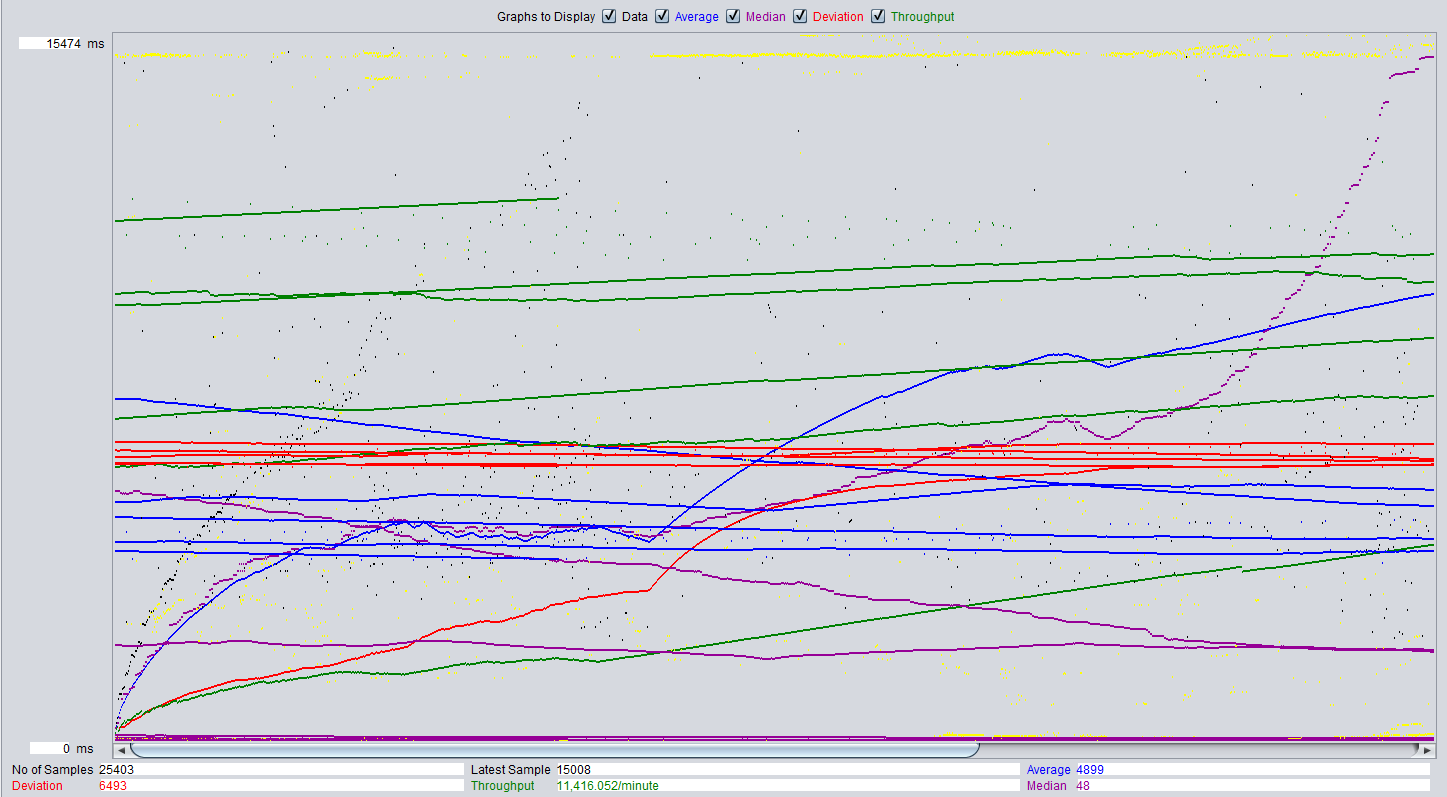 Graphs to Display Data Average Median Deviation Throughput
15474 ms
0 ms
No of Samples 25403 Latest Sample 15008 Average 4899
Deviation 6493 Throughput 11,416.052/minute Median 48